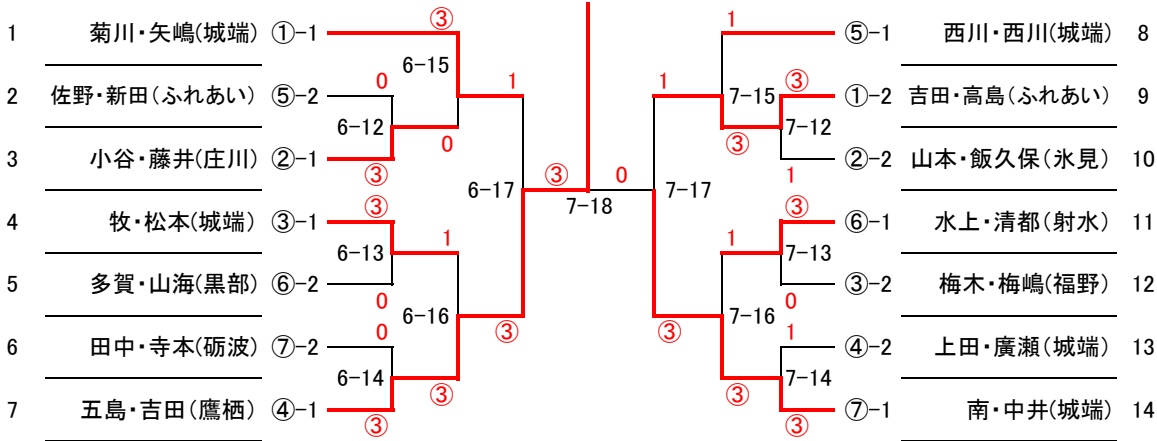 ③ 1
1 菊川・矢嶋(城端) ①-1 ⑤-1 西川・西川(城端) 8
6-15
0 1 1 ③
2 佐野・新田(ふれあい) ⑤-2 7-15 ①-2 吉田・高島(ふれあい) 9
6-12 7-12
0 ③
3 小谷・藤井(庄川) ②-1 ②-2 山本・飯久保(氷見) 10
③ ③ 0 1
6-17 7-17
7-18
③ ③
4 牧・松本(城端) ③-1 ⑥-1 水上・清都(射水) 11
1 1
6-13 7-13
5 多賀・山海(黒部) ⑥-2 ③-2 梅木・梅嶋(福野) 12
0 0
6-16 7-16
0 ③ ③ 1
6 田中・寺本(砺波) ⑦-2 ④-2 上田・廣瀬(城端) 13
6-14 7-14
③ ③
7 五島・吉田(鷹栖) ④-1 ⑦-1 南・中井(城端) 14
③ ③